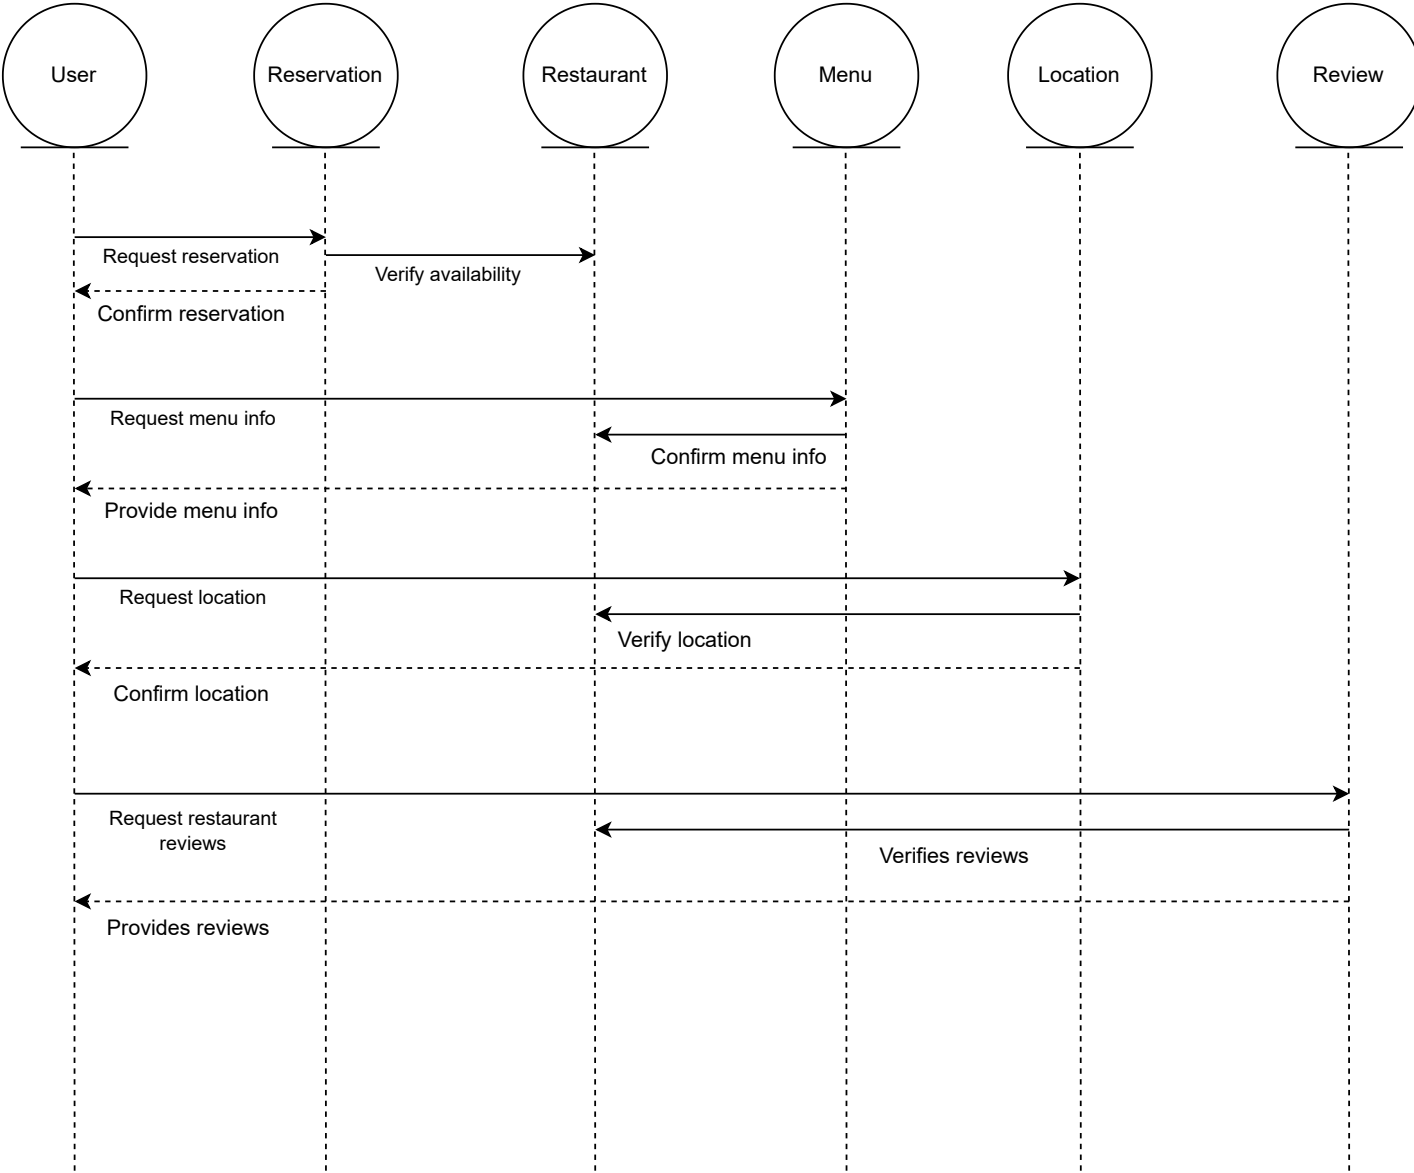 User
Reservation
Restaurant
Menu
Location
Review
Request reservation
Verify availability
Confirm reservation
Request menu info
Confirm menu info
Provide menu info
Request location
Verify location
Confirm location
Request restaurant
reviews
Verifies reviews
Provides reviews